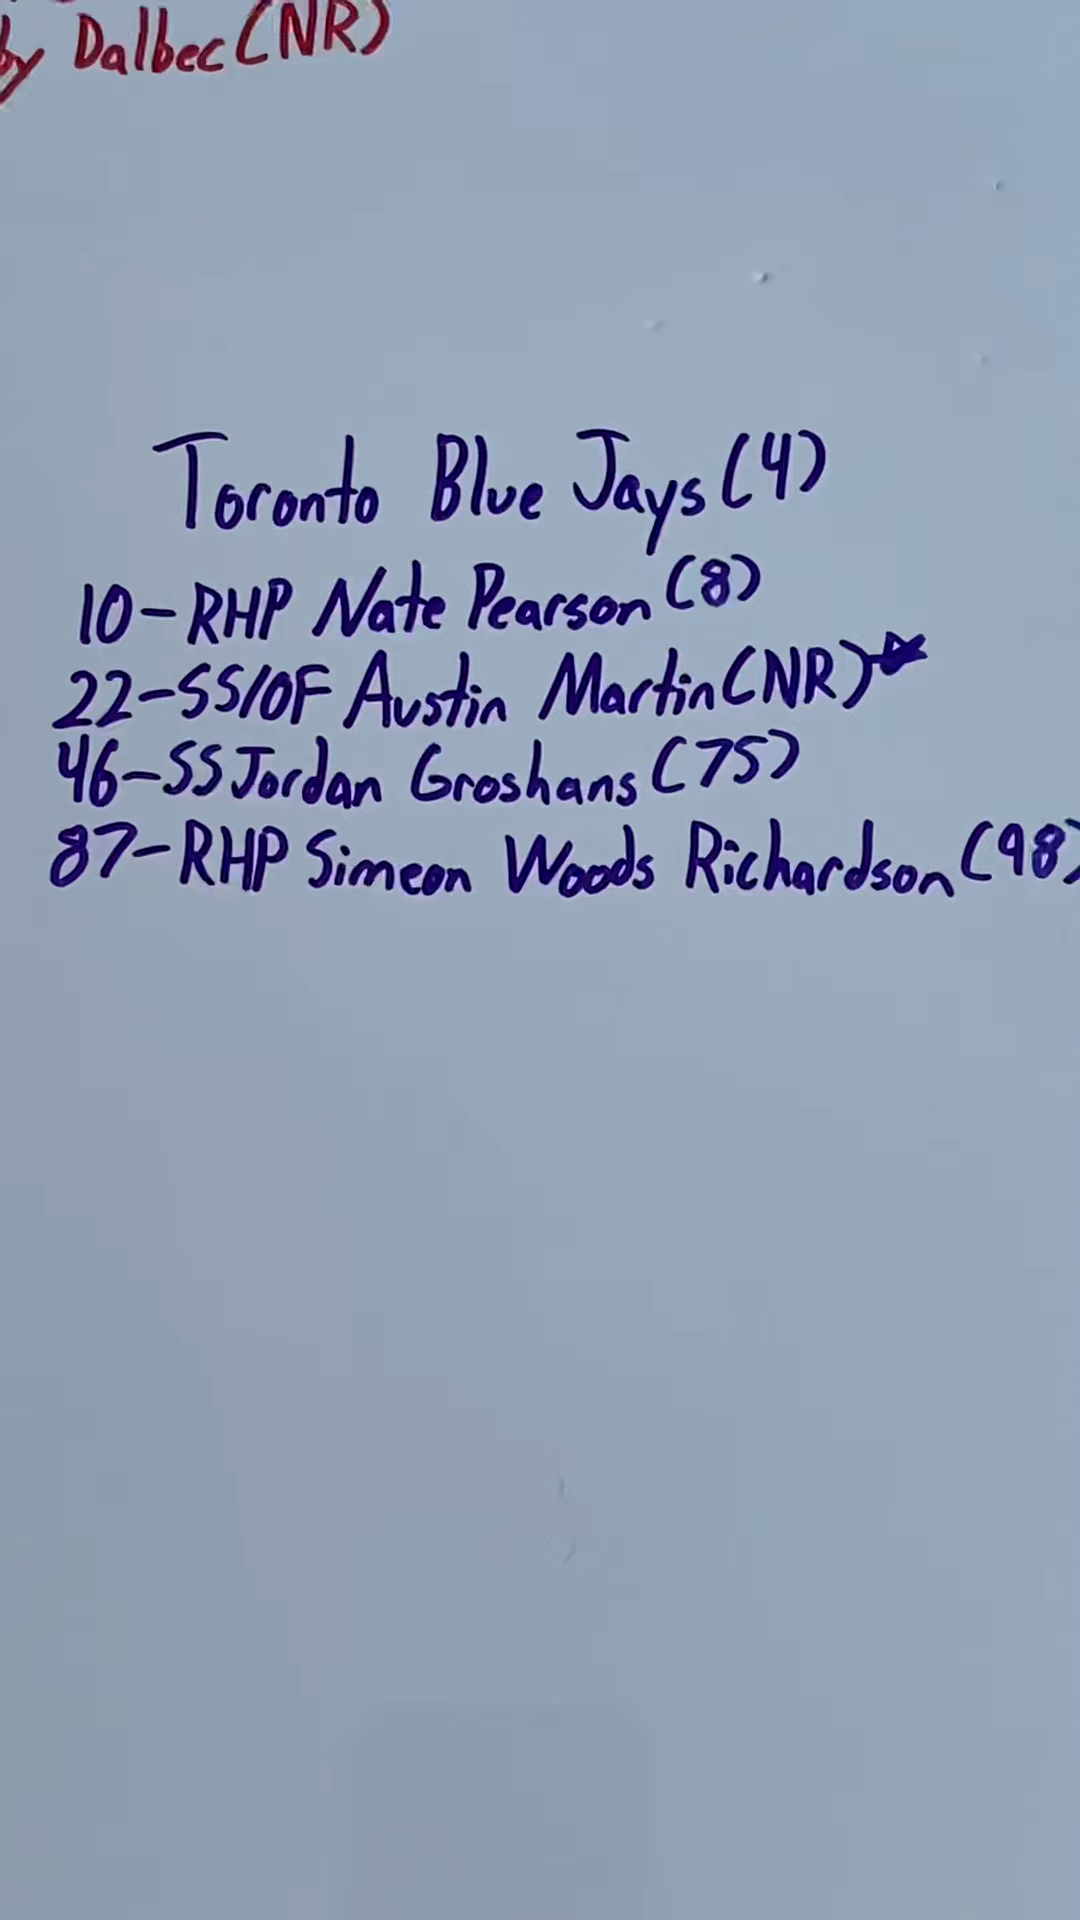 by Dalbec (NR)
Toronto Blue Jays (4)
10-RHP Nate Pearson (8)
22-SS/OF Austin Martin (NR)*
46-SS Jordan Groshans (75)
87-RHP Simeon Woods Richardson (98)